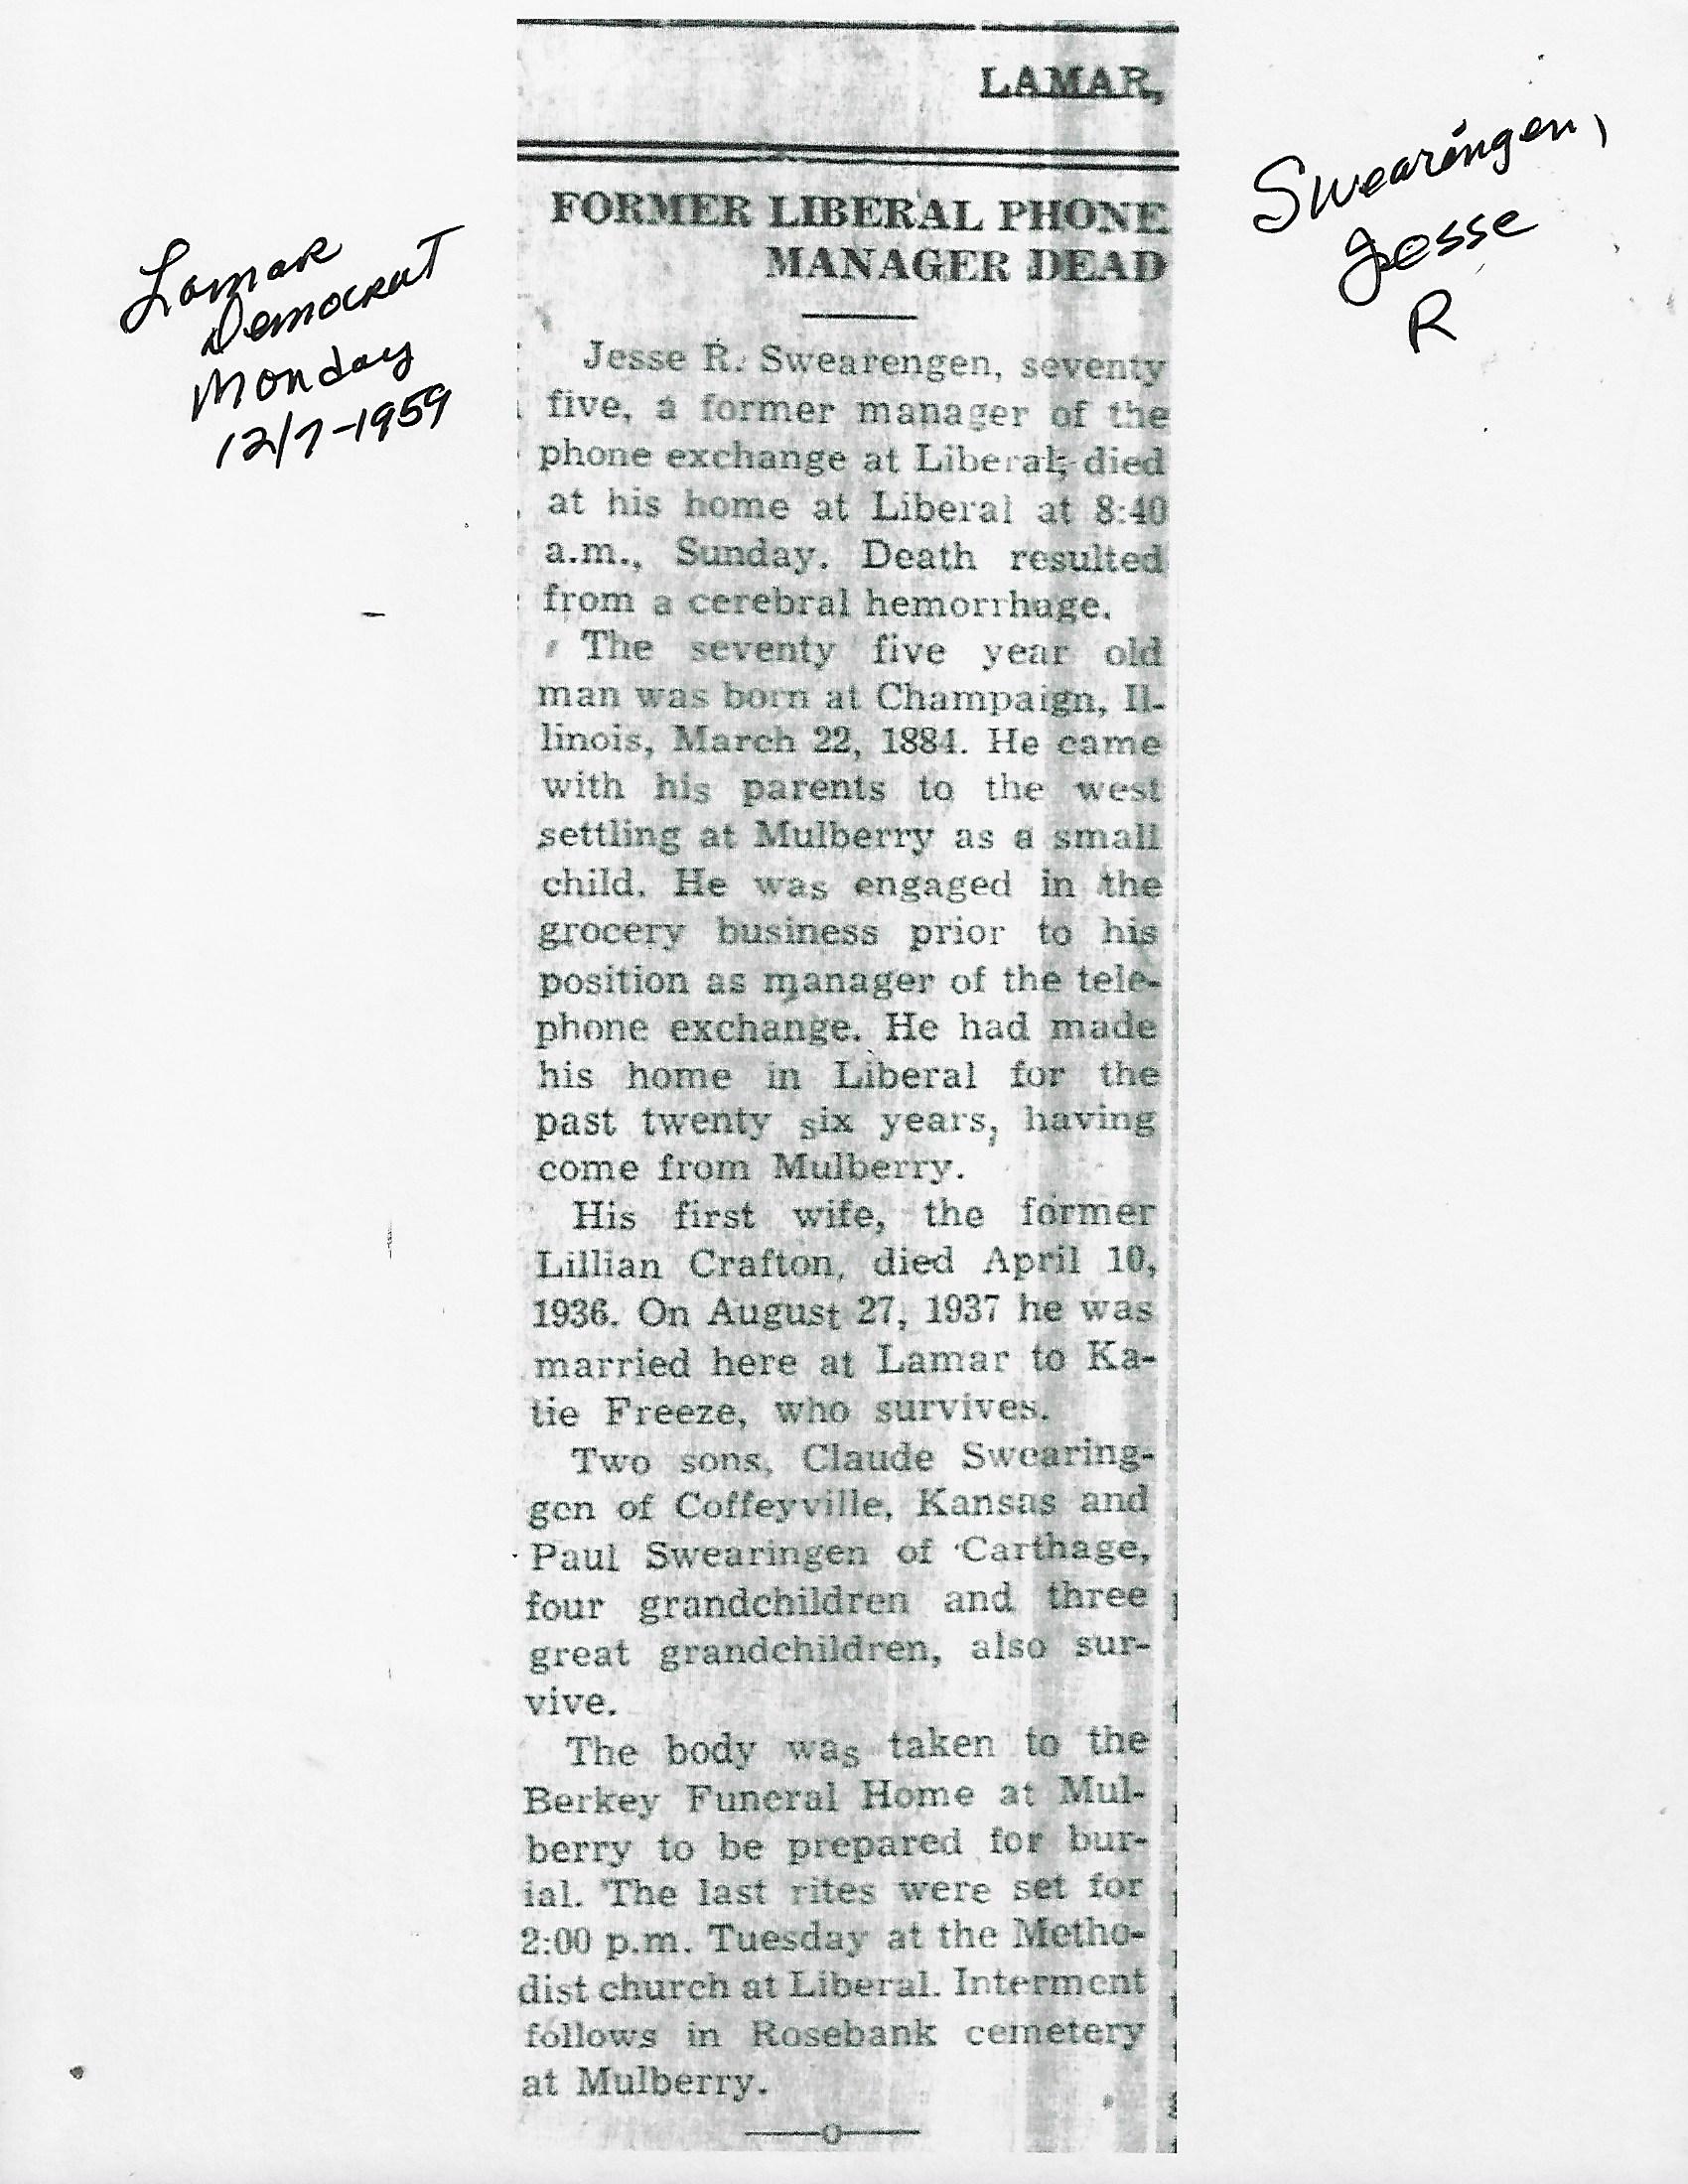 LAMAR,
Swearingen,
Jesse
R
Lamar
Democrat
Monday
12/7-1959
FORMER LIBERAL PHONE
MANAGER DEAD
Jesse R. Swearengen, seventy
five, a former manager of the
phone exchange at Liberal, died
at his home at Liberal at 8:40
a.m., Sunday. Death resulted
from a cerebral hemorrhuge.
The seventy five year old
man was born at Champaign, Il-
linois, March 22, 1884. He came
with his parents to the west
settling at Mulberry as a small
child. He was engaged in the
grocery business prior to his
position as manager of the tele-
phone exchange. He had made
his home in Liberal for the
past twenty six years, having
come from Mulberry.
His first wife, the former
Lillian Crafton, died April 10,
1936. On August 27, 1937 he was
married here at Lamar to Ka-
tie Freeze, who survives.
Two sons, Claude Swearing-
gen of Coffeyville, Kansas and
Paul Swearingen of Carthage,
four grandchildren and three
great grandchildren, also sur-
vive.
The body was taken to the
Berkey Funeral Home at Mul-
berry to be prepared for bur-
ial. The last rites were set for
2:00 p.m. Tuesday at the Metho-
dist church at Liberal. Interment
follows in Rosebank cemetery
at Mulberry.